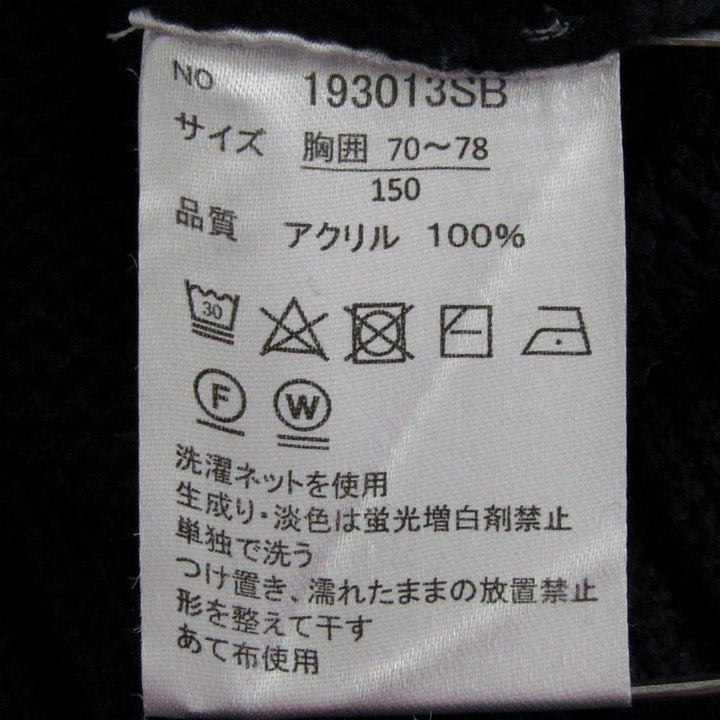 NO 193013SB
サイズ 胸囲 70～78
150
品質 アクリル 100%
30
F W
洗濯ネットを使用
生成り・淡色は蛍光増白剤禁止
単独で洗う
つけ置き、濡れたままの放置禁止
形を整えて干す
あて布使用